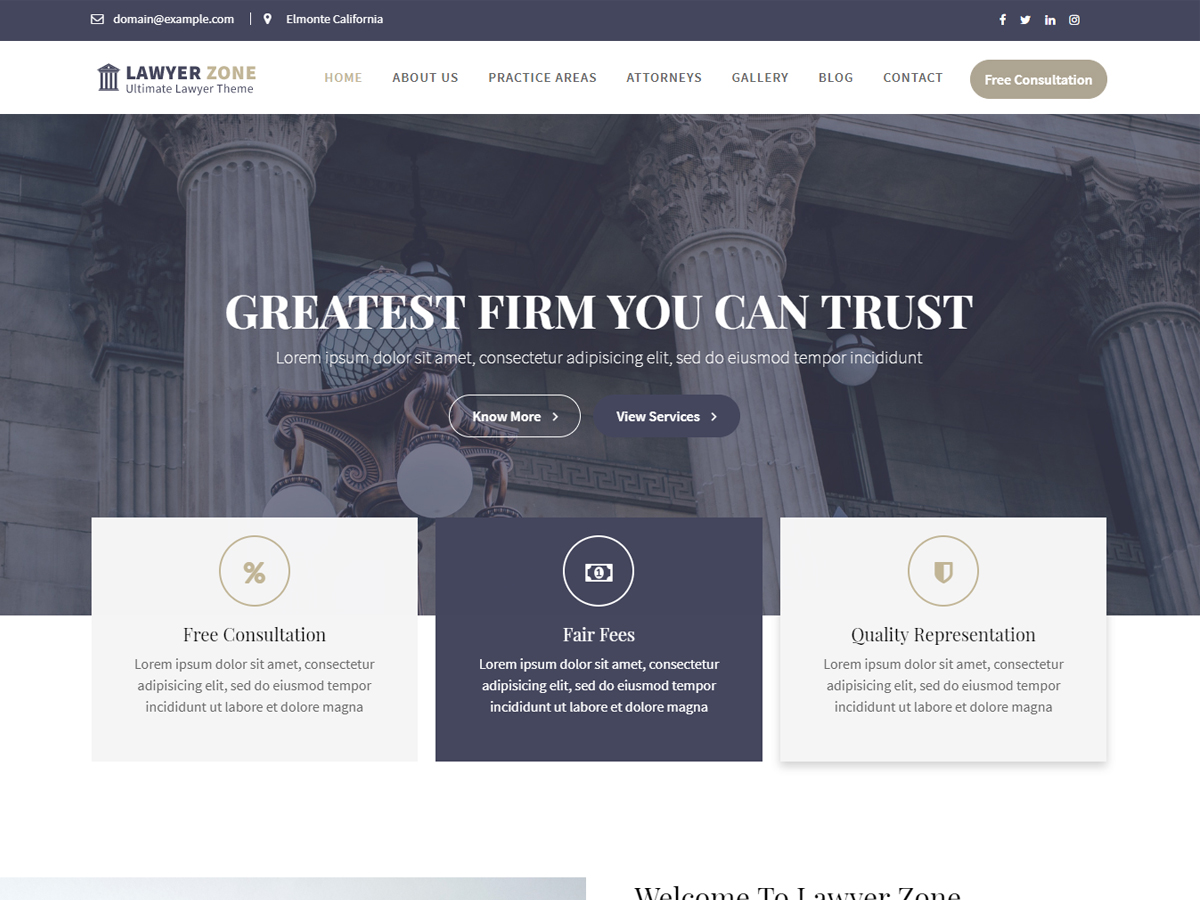 domain@example.com
Elmonte California
LAWYER ZONE
Ultimate Lawyer Theme
HOME
ABOUT US
PRACTICE AREAS
ATTORNEYS
GALLERY
BLOG
CONTACT
Free Consultation
GREATEST FIRM YOU CAN TRUST
Lorem ipsum dolor sit amet, consectetur adipisicing elit, sed do eiusmod tempor incididunt
Know More
View Services
Free Consultation
Lorem ipsum dolor sit amet, consectetur
adipisicing elit, sed do eiusmod tempor
incididunt ut labore et dolore magna
Fair Fees
Lorem ipsum dolor sit amet, consectetur
adipisicing elit, sed do eiusmod tempor
incididunt ut labore et dolore magna
Quality Representation
Lorem ipsum dolor sit amet, consectetur
adipisicing elit, sed do eiusmod tempor
incididunt ut labore et dolore magna
Welcome To Lawyer Zone